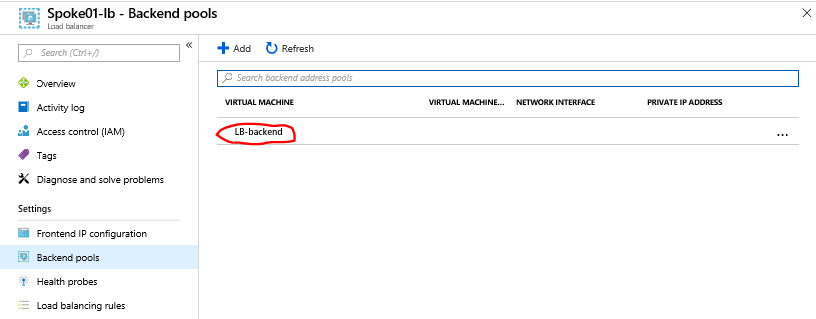 Spoke01-lb - Backend pools
Load balancer
Search (Ctrl+/)
«
Overview
Activity log
Access control (IAM)
Tags
Diagnose and solve problems
Settings
Frontend IP configuration
Backend pools
Health probes
Load balancing rules
Add
Refresh
Search backend address pools
VIRTUAL MACHINE VIRTUAL MACHINE... NETWORK INTERFACE PRIVATE IP ADDRESS
LB-backend ...